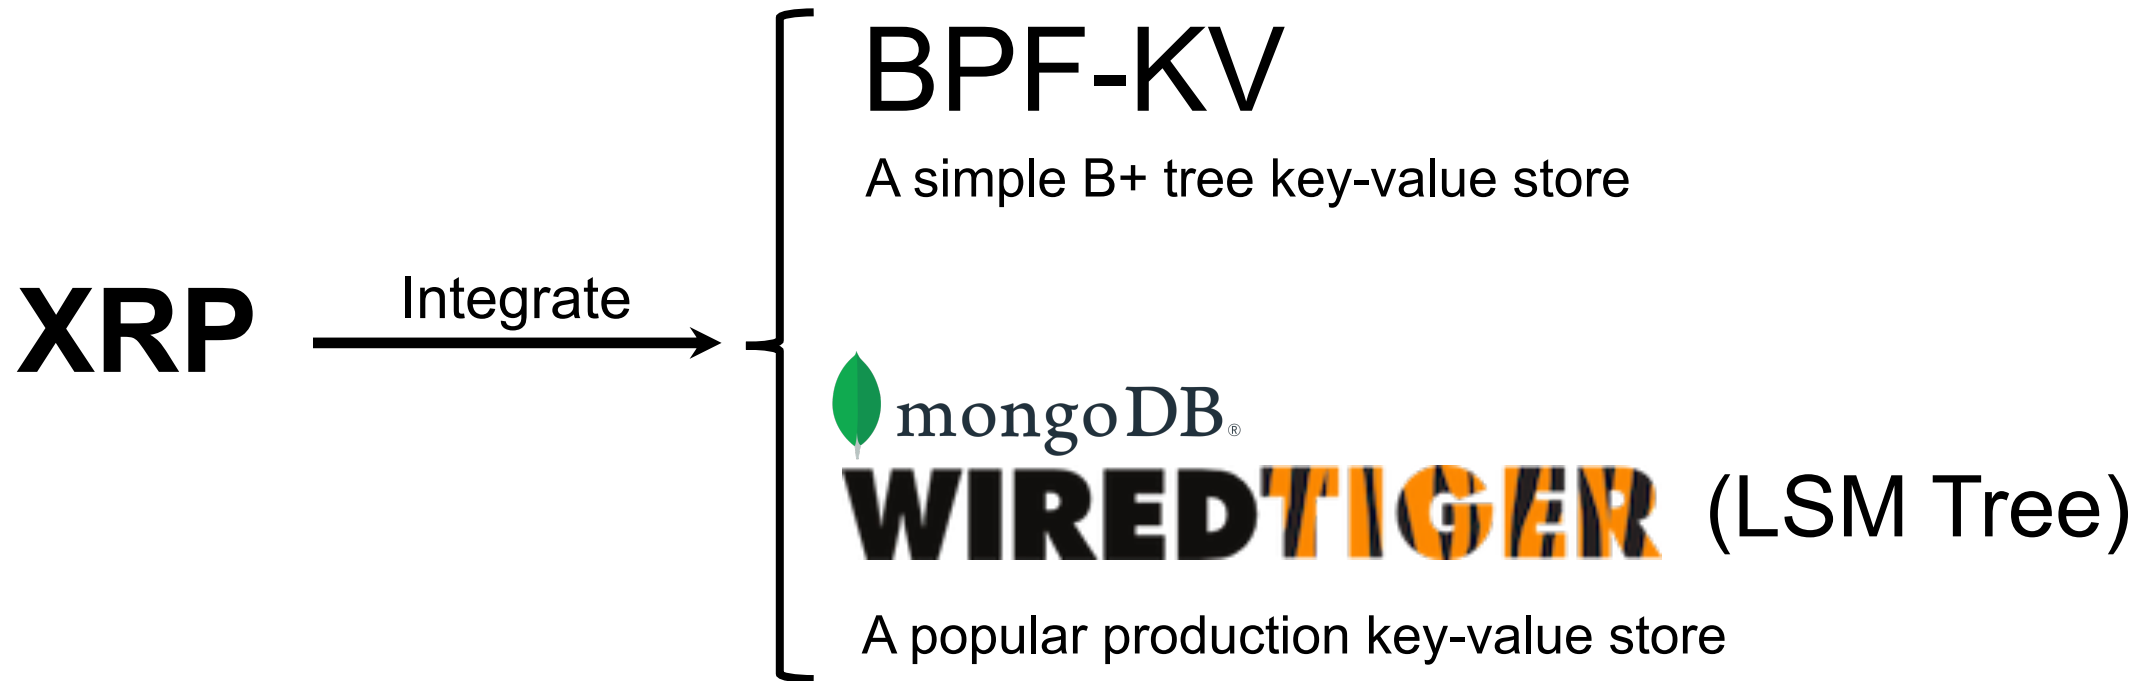 BPF-KV
A simple B+ tree key-value store
XRP
Integrate
mongoDB®
WIREDTIGER (LSM Tree)
A popular production key-value store